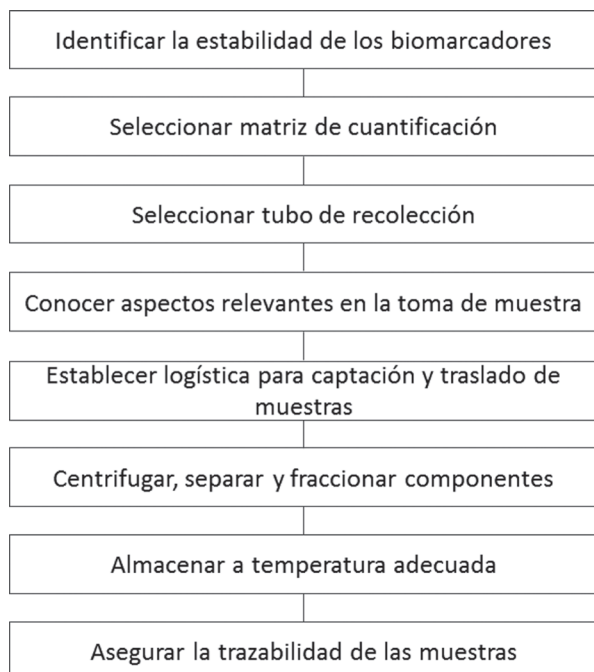 Identificar la estabilidad de los biomarcadores
Seleccionar matriz de cuantificación
Seleccionar tubo de recolección
Conocer aspectos relevantes en la toma de muestra
Establecer logística para captación y traslado de
muestras
Centrifugar, separar y fraccionar componentes
Almacenar a temperatura adecuada
Asegurar la trazabilidad de las muestras